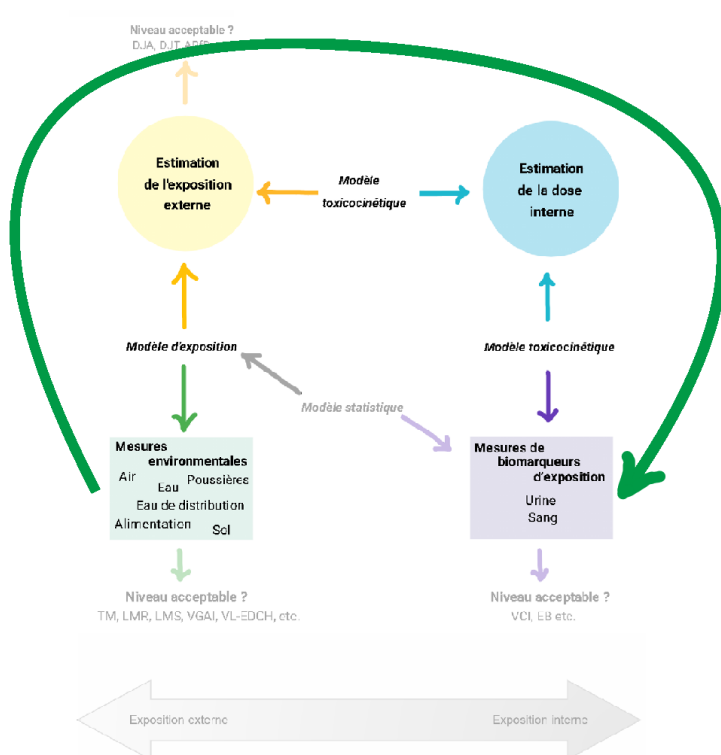 Niveau acceptable ?
DJA, DJT, ARfD
Estimation
de l'exposition
externe
Modèle
toxicocinétique
Estimation
de la dose
interne
Modèle d'exposition
Modèle toxicocinétique
Modèle statistique
Mesures
environnementales
Air
Eau
Poussières
Eau de distribution
Alimentation
Sol
Mesures de
biomarqueurs
d'exposition
Urine
Sang
Niveau acceptable ?
TM, LMR, LMS, VGAI, VL-EDCH, etc.
Niveau acceptable ?
VCI, EB etc.
Exposition externe
Exposition interne